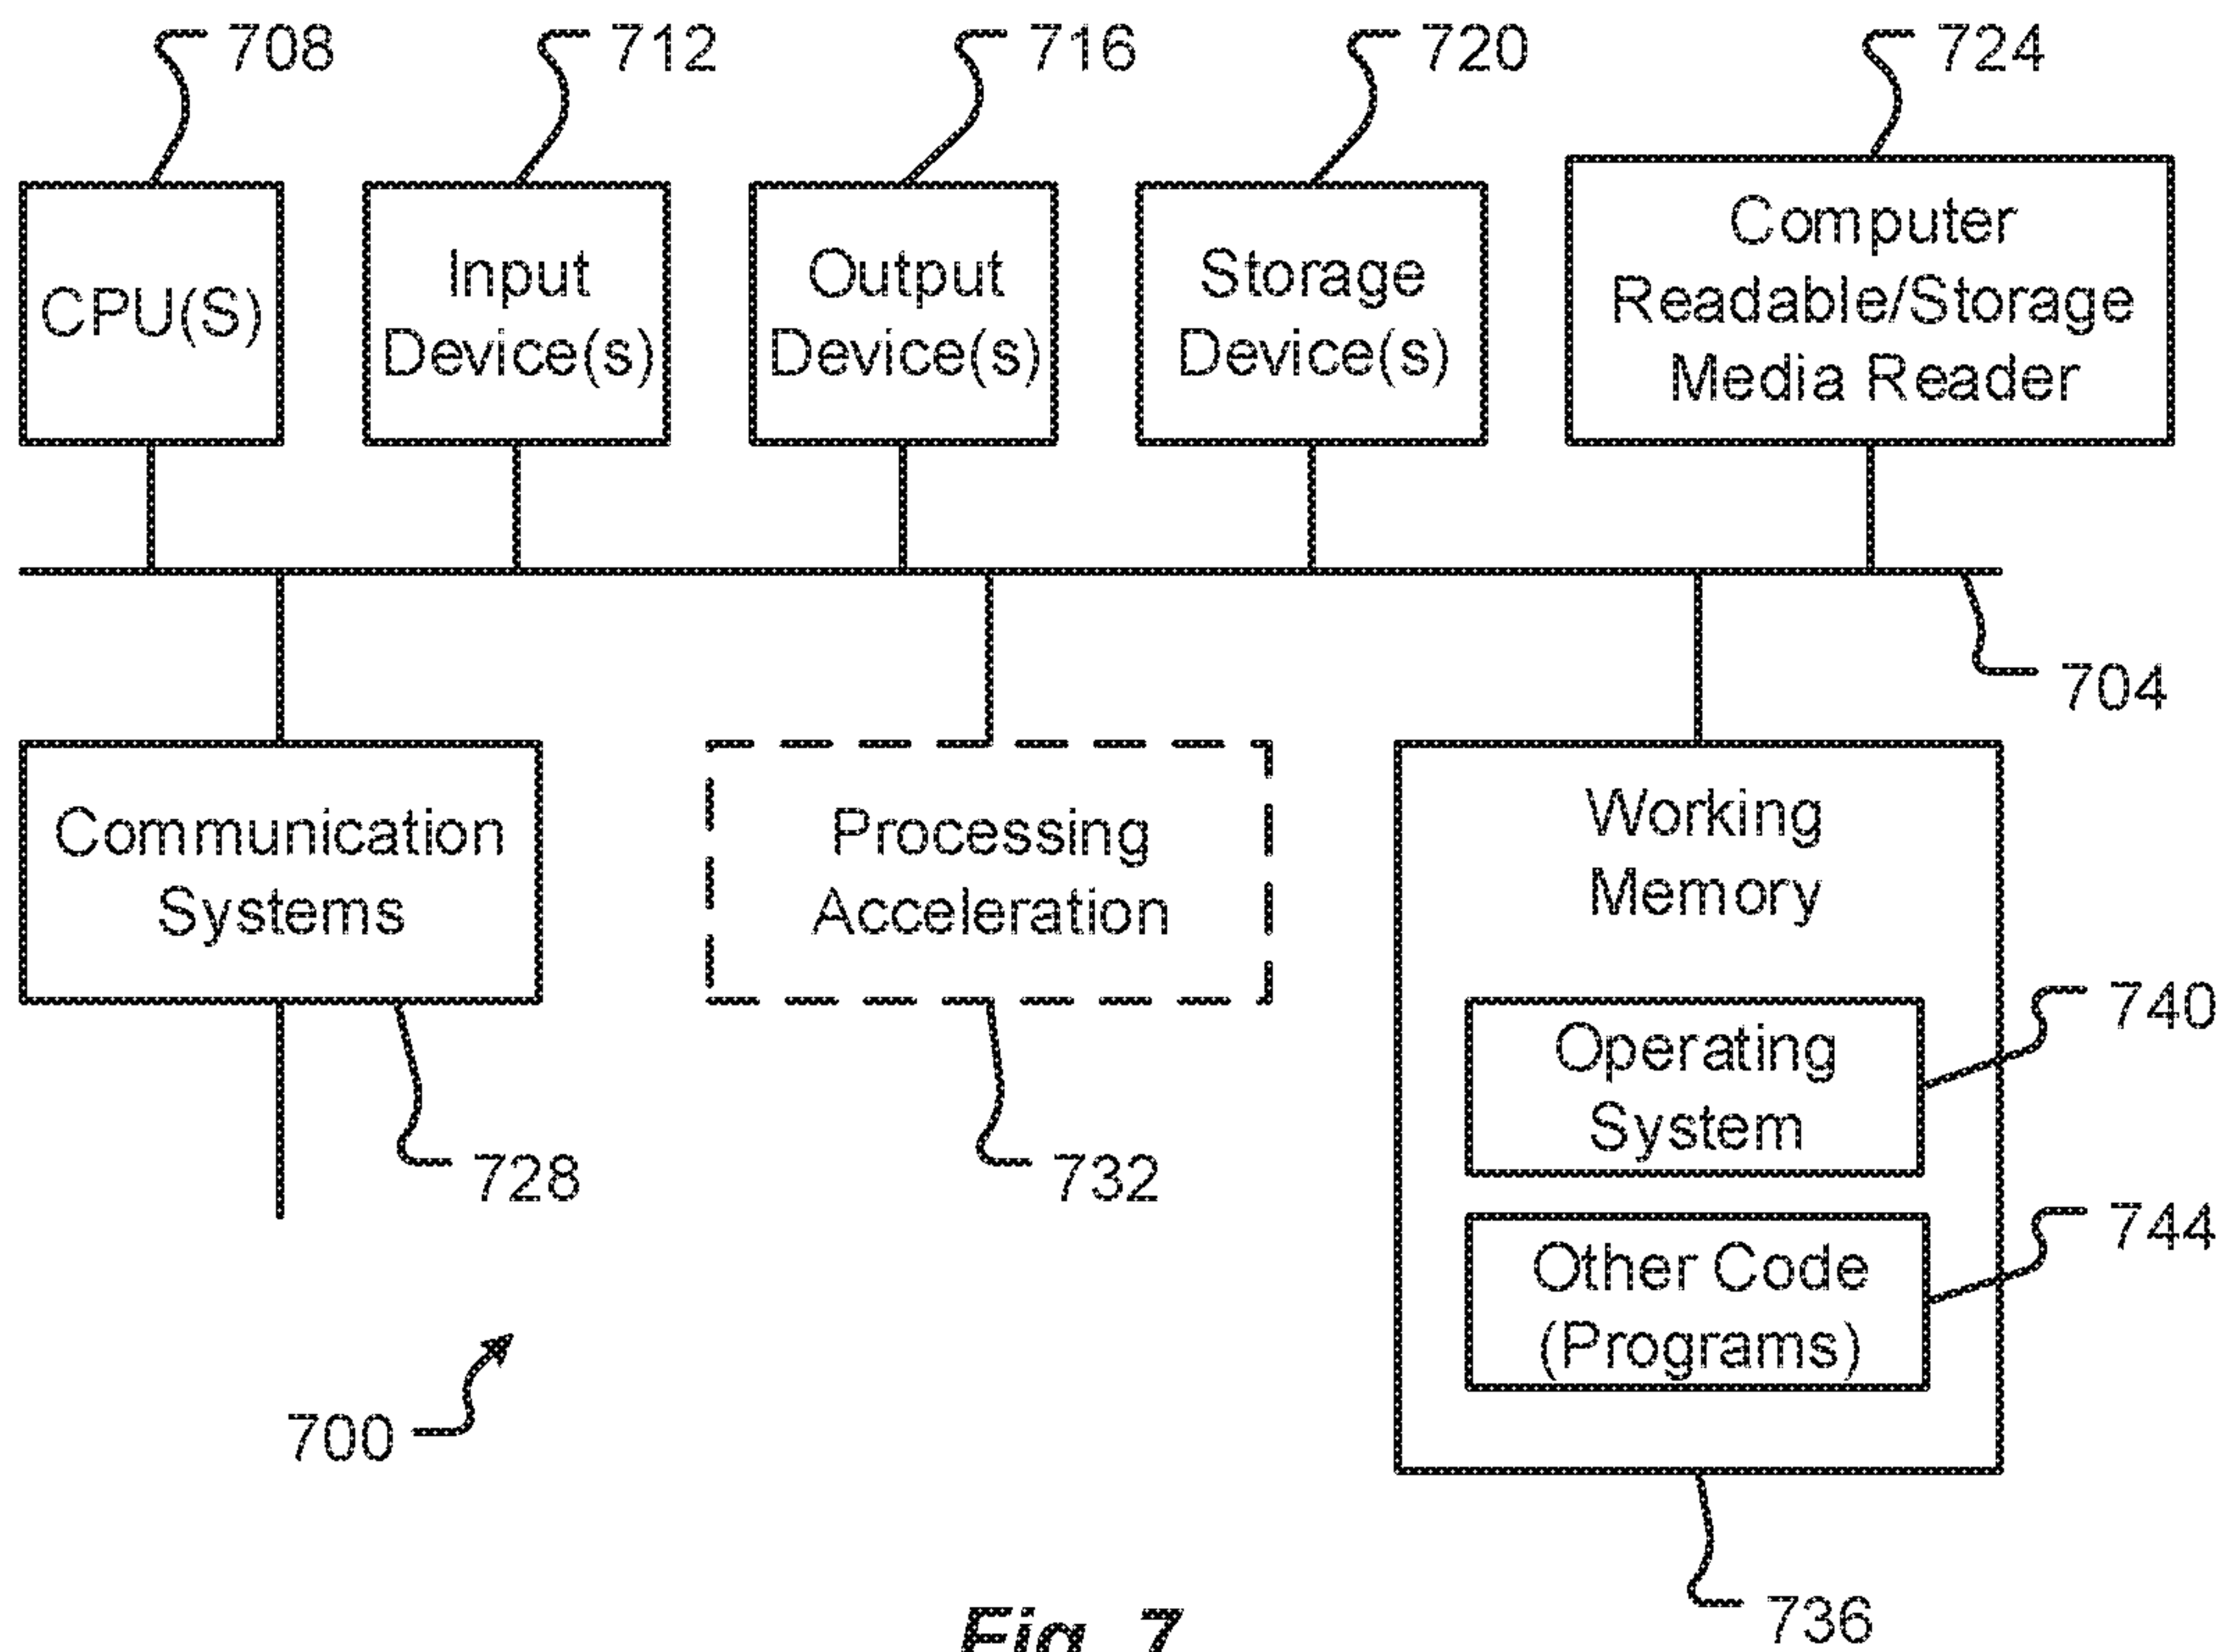 708
712
716
720
724
CPU(S)
Input
Device(s)
Output
Device(s)
Storage
Device(s)
Computer
Readable/Storage
Media Reader
704
Communication
Systems
Processing
Acceleration
Working
Memory
Operating
System
740
728
732
Other Code
(Programs)
744
700
736
Fig. 7